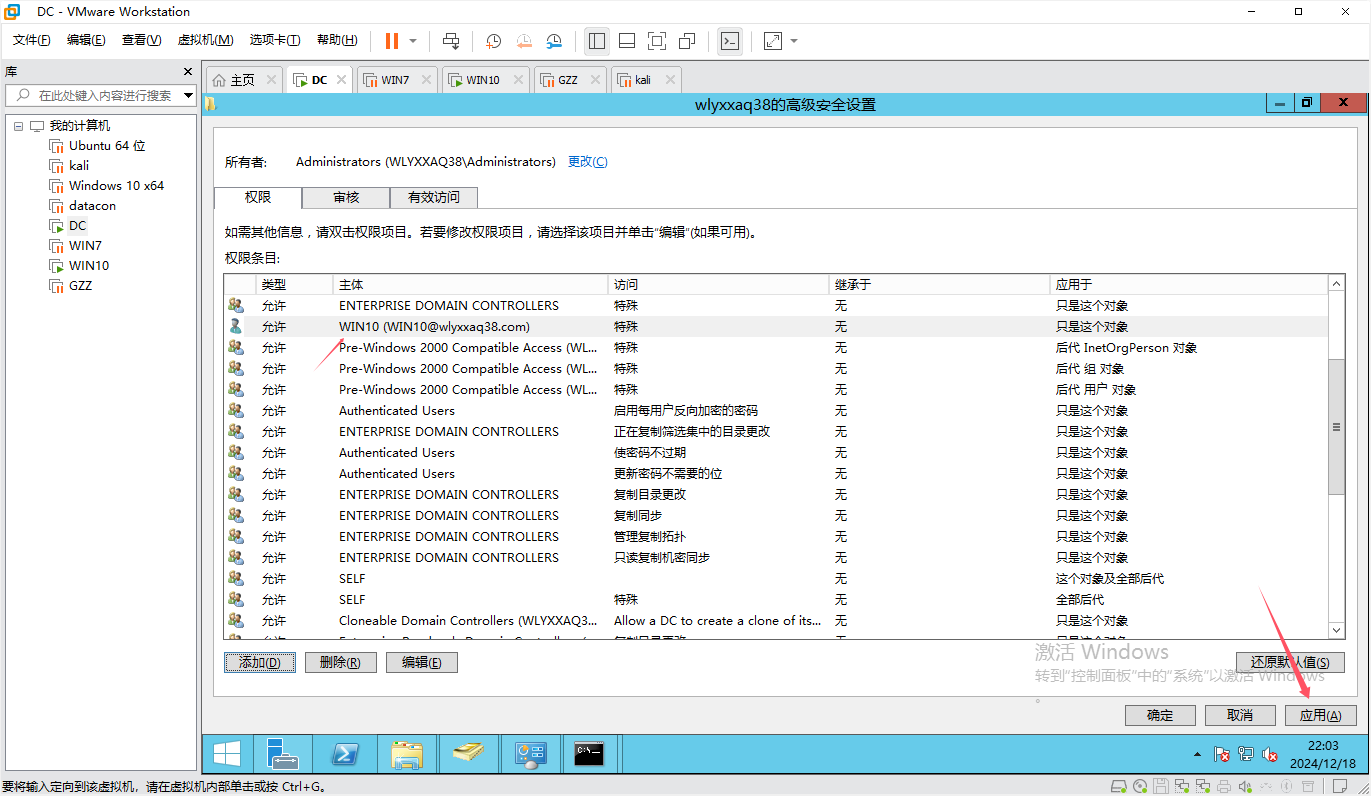 DC - VMware Workstation
文件(F) 编辑(E) 查看(V) 虚拟机(M) 选项卡(T) 帮助(H)
库
在此处键入内容进行搜索
我的计算机
Ubuntu 64 位
kali
Windows 10 x64
datacon
DC
WIN7
WIN10
GZZ
主页 DC WIN7 WIN10 GZZ kali
wlyxxaq38的高级安全设置
所有者: Administrators (WLYXXAQ38\Administrators) 更改(C)
权限 审核 有效访问
如需其他信息，请双击权限项目。若要修改权限项目，请选择该项目并单击“编辑”(如果可用)。
权限条目:
类型 主体 访问 继承于 应用于
允许 ENTERPRISE DOMAIN CONTROLLERS 特殊 无 只是这个对象
允许 WIN10 (WIN10@wlyxxaq38.com) 特殊 无 只是这个对象
允许 Pre-Windows 2000 Compatible Access (WL... 特殊 无 后代 InetOrgPerson 对象
允许 Pre-Windows 2000 Compatible Access (WL... 特殊 无 后代 组 对象
允许 Pre-Windows 2000 Compatible Access (WL... 特殊 无 后代 用户 对象
允许 Authenticated Users 启用每用户反向加密的密码 无 只是这个对象
允许 ENTERPRISE DOMAIN CONTROLLERS 正在复制筛选集中的目录更改 无 只是这个对象
允许 Authenticated Users 使密码不过期 无 只是这个对象
允许 Authenticated Users 更新密码不需要的位 无 只是这个对象
允许 ENTERPRISE DOMAIN CONTROLLERS 复制目录更改 无 只是这个对象
允许 ENTERPRISE DOMAIN CONTROLLERS 复制同步 无 只是这个对象
允许 ENTERPRISE DOMAIN CONTROLLERS 管理复制拓扑 无 只是这个对象
允许 ENTERPRISE DOMAIN CONTROLLERS 只读复制机密同步 无 只是这个对象
允许 SELF 无 这个对象及全部后代
允许 SELF 特殊 无 全部后代
允许 Cloneable Domain Controllers (WLYXXAQ3... Allow a DC to create a clone of its... 无 只是这个对象
添加(D) 删除(R) 编辑(E) 还原默认值(S)
激活 Windows
转到“控制面板”中的“系统”以激活 Windows
。
确定 取消 应用(A)
22:03
2024/12/18
要将输入定向到该虚拟机，请在虚拟机内部单击或按 Ctrl+G。